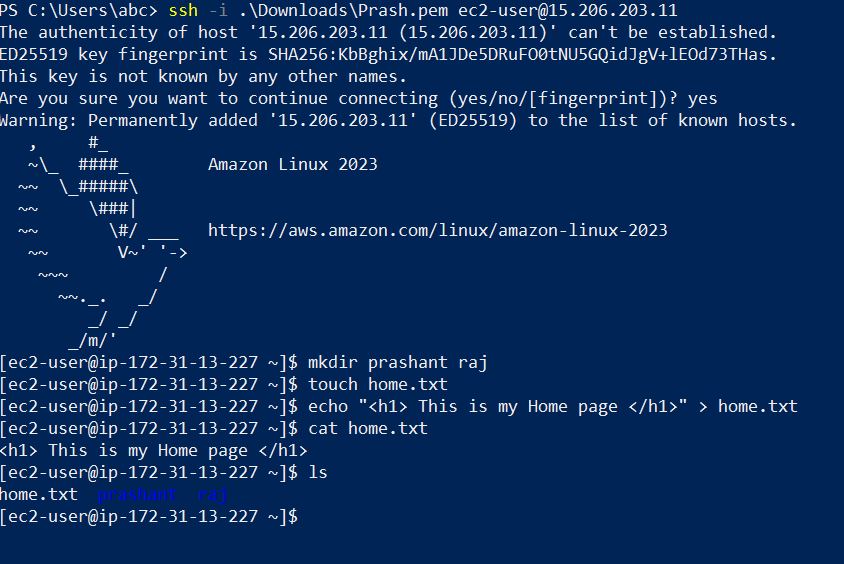 PS C:\Users\abc> ssh -i .\Downloads\Prash.pem ec2-user@15.206.203.11
The authenticity of host '15.206.203.11 (15.206.203.11)' can't be established.
ED25519 key fingerprint is SHA256:KbBghix/mA1JDe5DRuFO0tNU5GQidJgV+lEOd73THas.
This key is not known by any other names.
Are you sure you want to continue connecting (yes/no/[fingerprint])? yes
Warning: Permanently added '15.206.203.11' (ED25519) to the list of known hosts.
   ,     #_
   ~\_  ####_        Amazon Linux 2023
  ~~  \_#####\
  ~~     \###|
  ~~       \#/ ___   https://aws.amazon.com/linux/amazon-linux-2023
   ~~       V~' '->
    ~~~         /
      ~~._.   _/
         _/ _/
       _/m/'
[ec2-user@ip-172-31-13-227 ~]$ mkdir prashant raj
[ec2-user@ip-172-31-13-227 ~]$ touch home.txt
[ec2-user@ip-172-31-13-227 ~]$ echo "<h1> This is my Home page </h1>" > home.txt
[ec2-user@ip-172-31-13-227 ~]$ cat home.txt
<h1> This is my Home page </h1>
[ec2-user@ip-172-31-13-227 ~]$ ls
home.txt  prashant  raj
[ec2-user@ip-172-31-13-227 ~]$